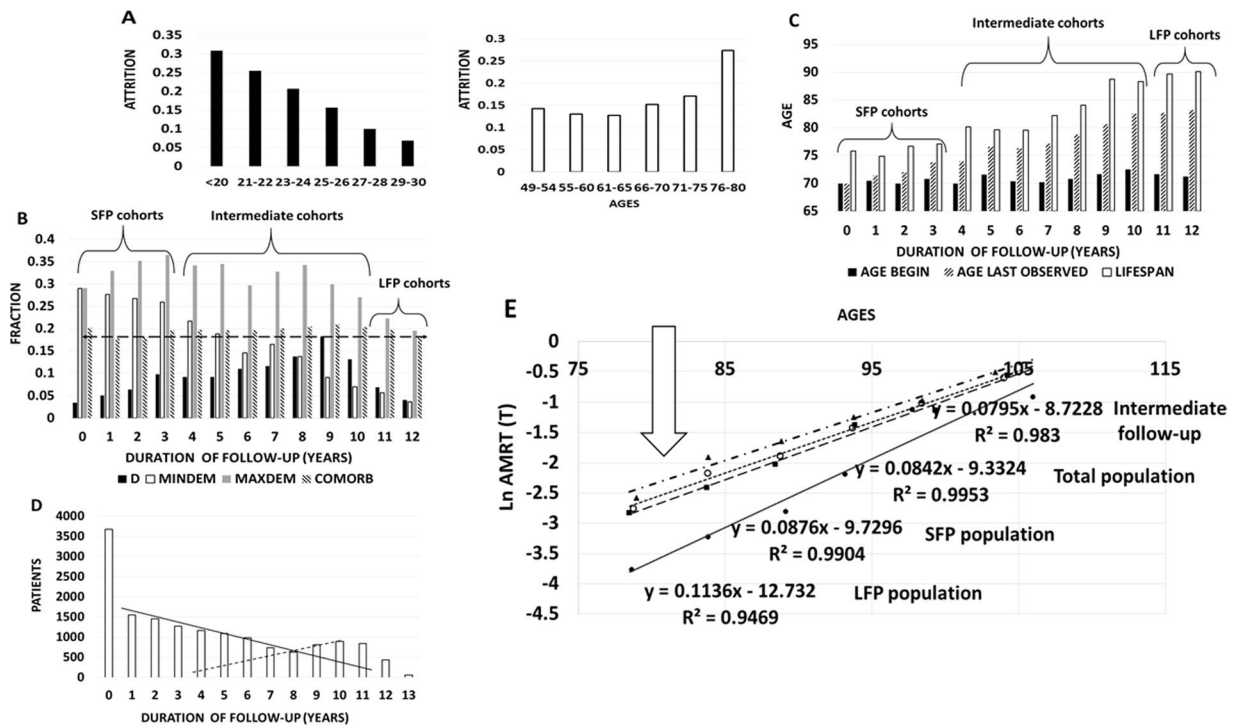 A
ATTRITION
0.35
0.3
0.25
0.2
0.15
0.1
0.05
0
<20 21-22 23-24 25-26 27-28 29-30
ATTRITION
0.3
0.25
0.2
0.15
0.1
0.05
0
49-54 55-60 61-65 66-70 71-75 76-80
AGES
C
Intermediate cohorts
LFP cohorts
SFP cohorts
AGE
95
90
85
80
75
70
65
0 1 2 3 4 5 6 7 8 9 10 11 12
DURATION OF FOLLOW-UP (YEARS)
AGE BEGIN AGE LAST OBSERVED LIFESPAN
B
SFP cohorts Intermediate cohorts
LFP cohorts
FRACTION
0.4
0.35
0.3
0.25
0.2
0.15
0.1
0.05
0
0 1 2 3 4 5 6 7 8 9 10 11 12
DURATION OF FOLLOW-UP (YEARS)
D MINDEM MAXDEM COMORB
D
PATIENTS
4000
3500
3000
2500
2000
1500
1000
500
0
0 1 2 3 4 5 6 7 8 9 10 11 12 13
DURATION OF FOLLOW-UP (YEARS)
E
AGES
75 85 95 105 115
Ln AMRT (T)
0
-0.5
-1
-1.5
-2
-2.5
-3
-3.5
-4
-4.5
y = 0.0795x - 8.7228
R² = 0.983
Intermediate
follow-up
y = 0.0842x - 9.3324
R² = 0.9953
Total population
y = 0.0876x - 9.7296
R² = 0.9904
SFP population
y = 0.1136x - 12.732
R² = 0.9469
LFP population